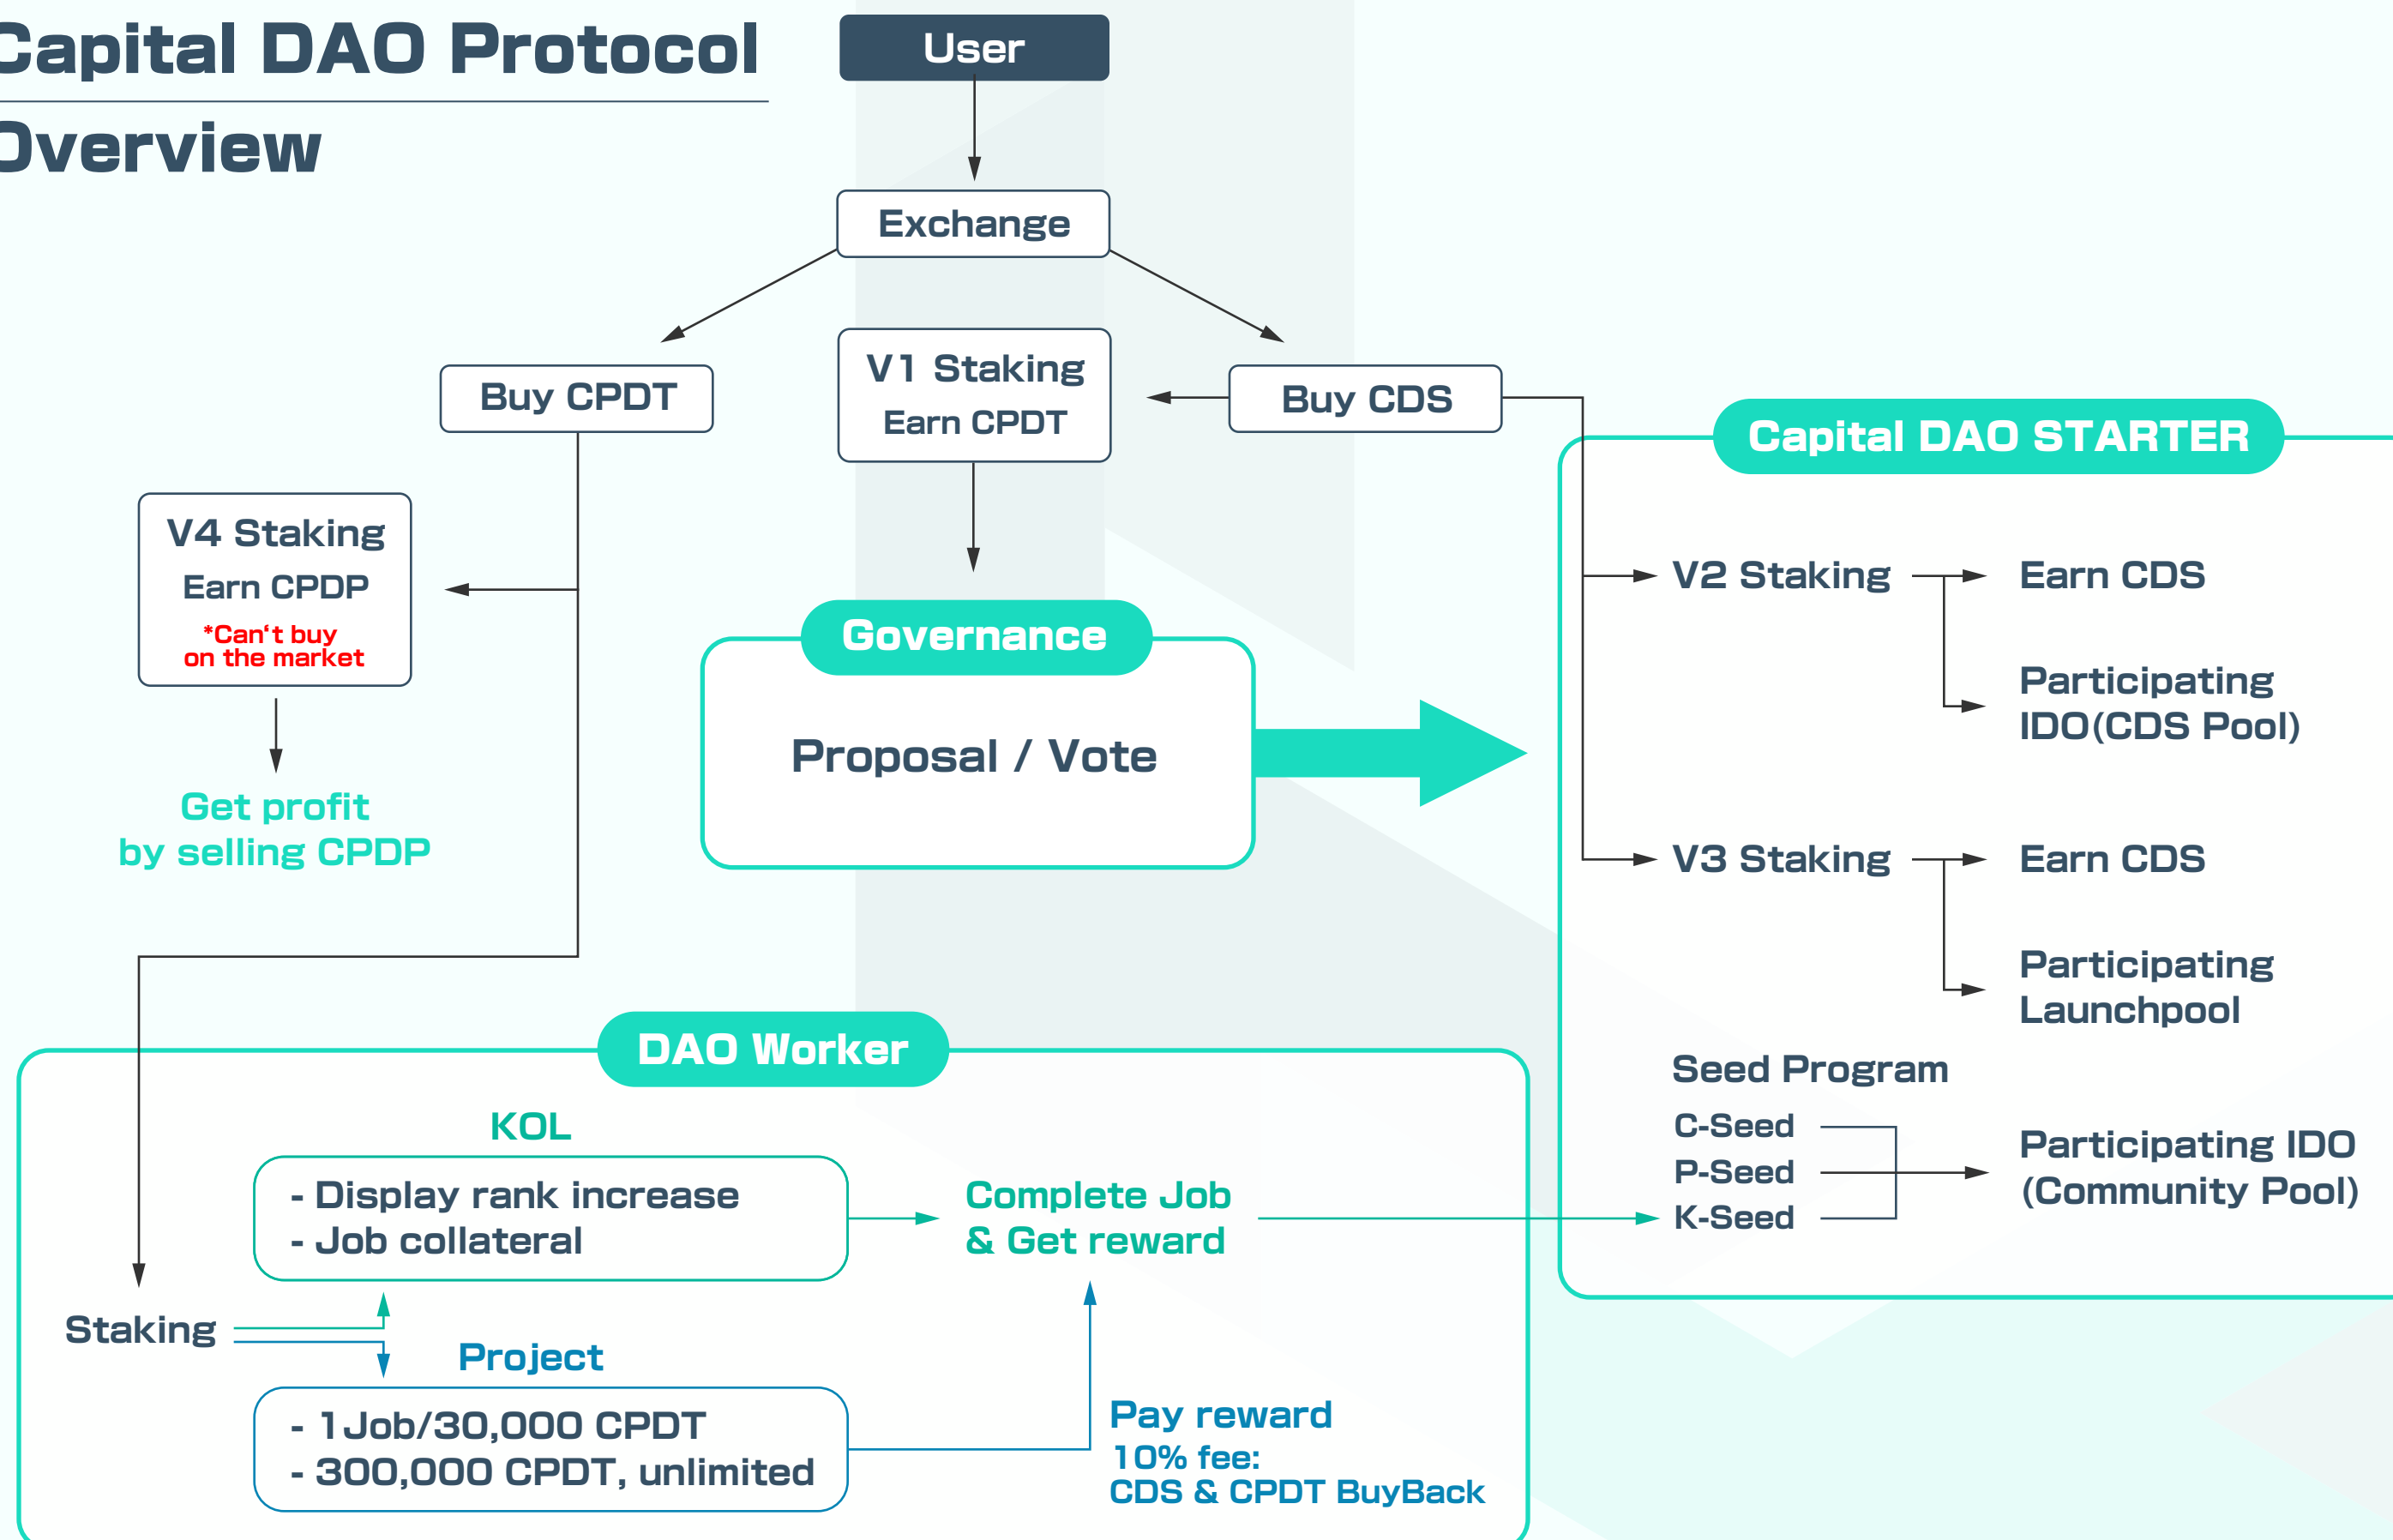 Capital DAO Protocol
Overview
User
Exchange
Buy CPDT
V1 Staking
Earn CPDT
Buy CDS
V4 Staking
Earn CPDP
*Can‘t buy
on the market
Get profit
by selling CPDP
Governance
Proposal / Vote
Capital DAO STARTER
V2 Staking
Earn CDS
Participating
IDO(CDS Pool)
V3 Staking
Earn CDS
Participating
Launchpool
Seed Program
C-Seed
P-Seed
K-Seed
Participating IDO
(Community Pool)
DAO Worker
KOL
- Display rank increase
- Job collateral
Complete Job
& Get reward
Staking
Project
- 1Job/30,000 CPDT
- 300,000 CPDT, unlimited
Pay reward
10% fee:
CDS & CPDT BuyBack